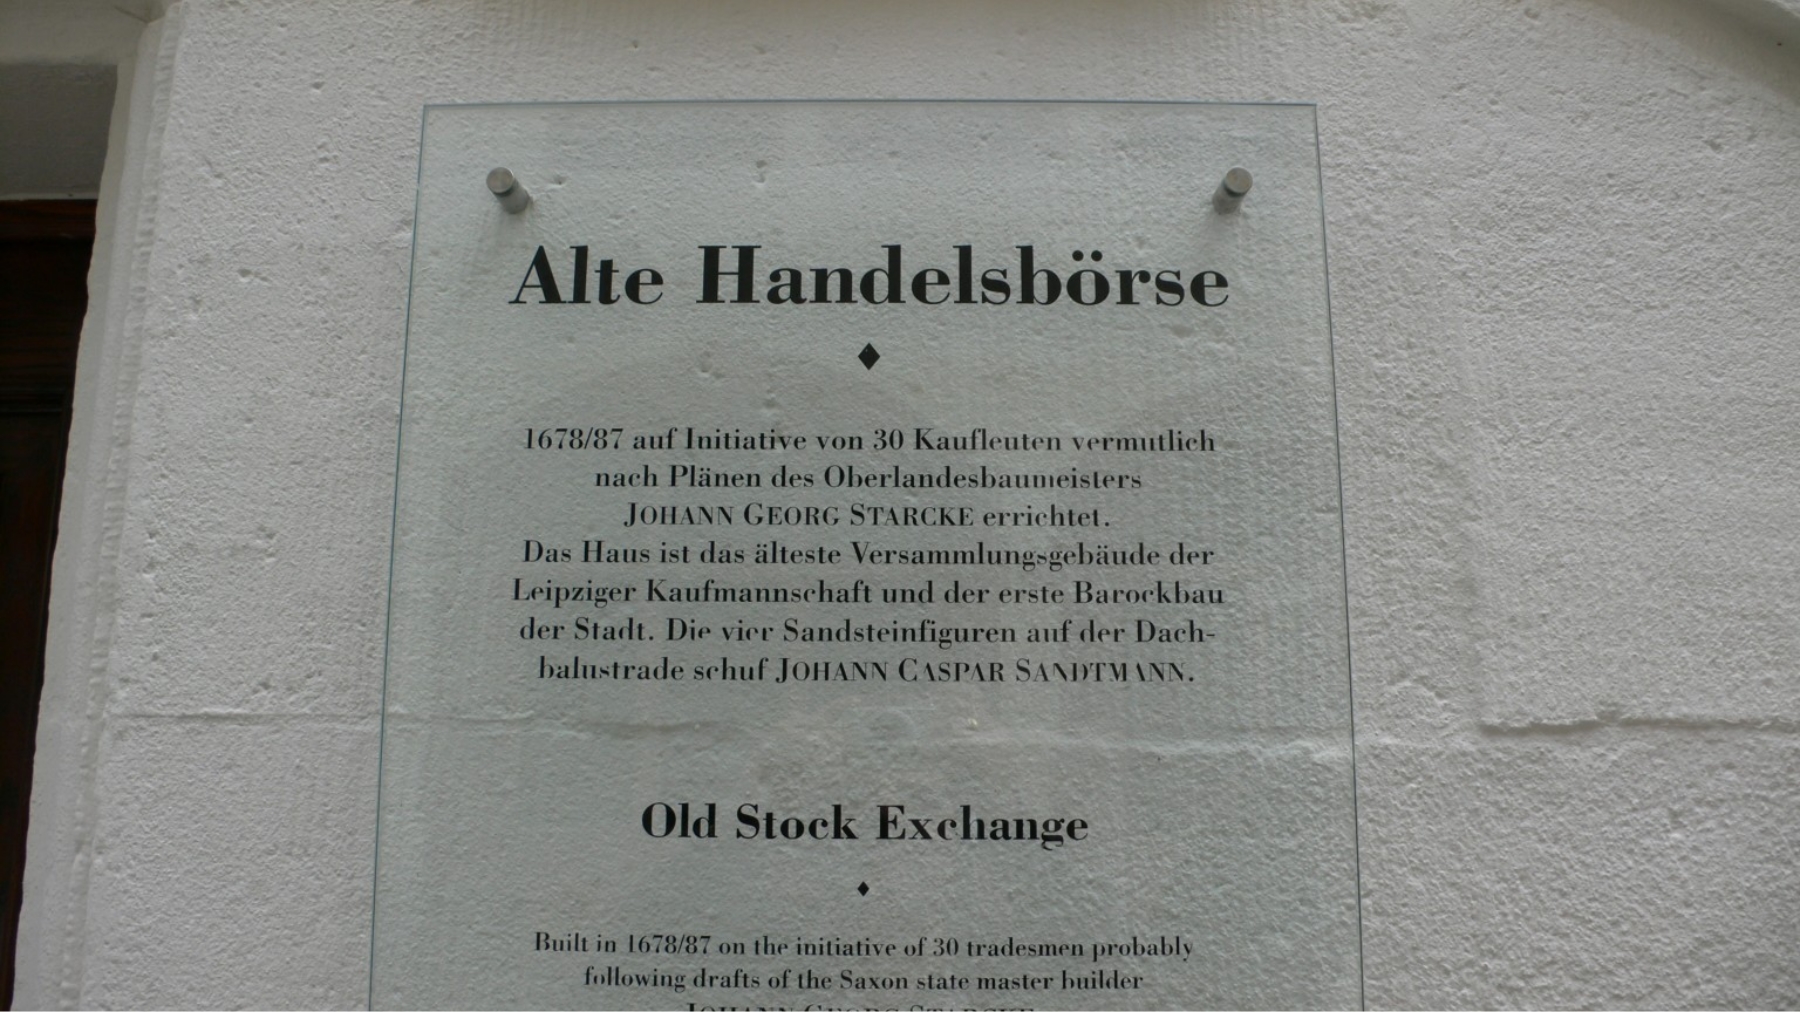 Alte Handelsbörse
1678/87 auf Initiative von 30 Kaufleuten vermutlich
nach Plänen des Oberlandesbaumeisters
JOHANN GEORG STARCKE errichtet.
Das Haus ist das älteste Versammlungsgebäude der
Leipziger Kaufmannschaft und der erste Barockbau
der Stadt. Die vier Sandsteinfiguren auf der Dach-
balustrade schuf JOHANN CASPAR SANDTMANN.
Old Stock Exchange
Built in 1678/87 on the initiative of 30 tradesmen probably
following drafts of the Saxon state master builder
JOHANN GEORG STARCKE